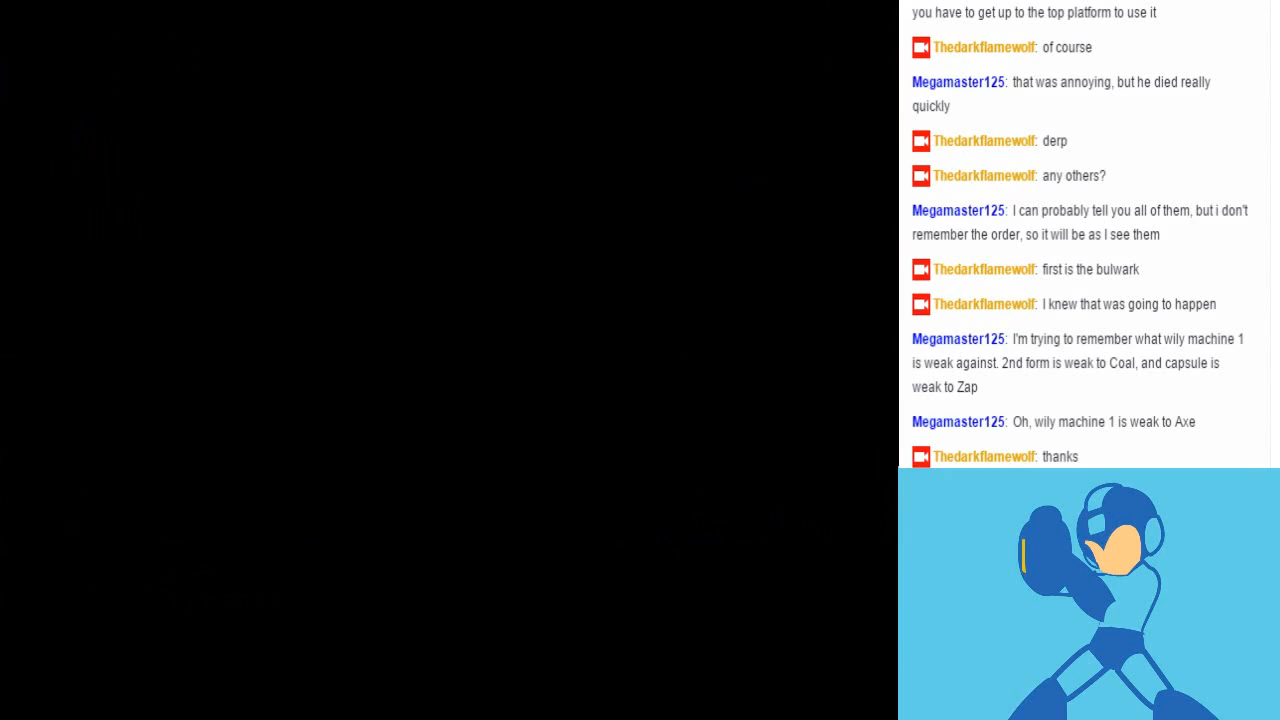 you have to get up to the top platform to use it
Thedarkflamewolf: of course
Megamaster125: that was annoying, but he died really
quickly
Thedarkflamewolf: derp
Thedarkflamewolf: any others?
Megamaster125: I can probably tell you all of them, but i don't
remember the order, so it will be as I see them
Thedarkflamewolf: first is the bulwark
Thedarkflamewolf: I knew that was going to happen
Megamaster125: I'm trying to remember what wily machine 1
is weak against. 2nd form is weak to Coal, and capsule is
weak to Zap
Megamaster125: Oh, wily machine 1 is weak to Axe
Thedarkflamewolf: thanks